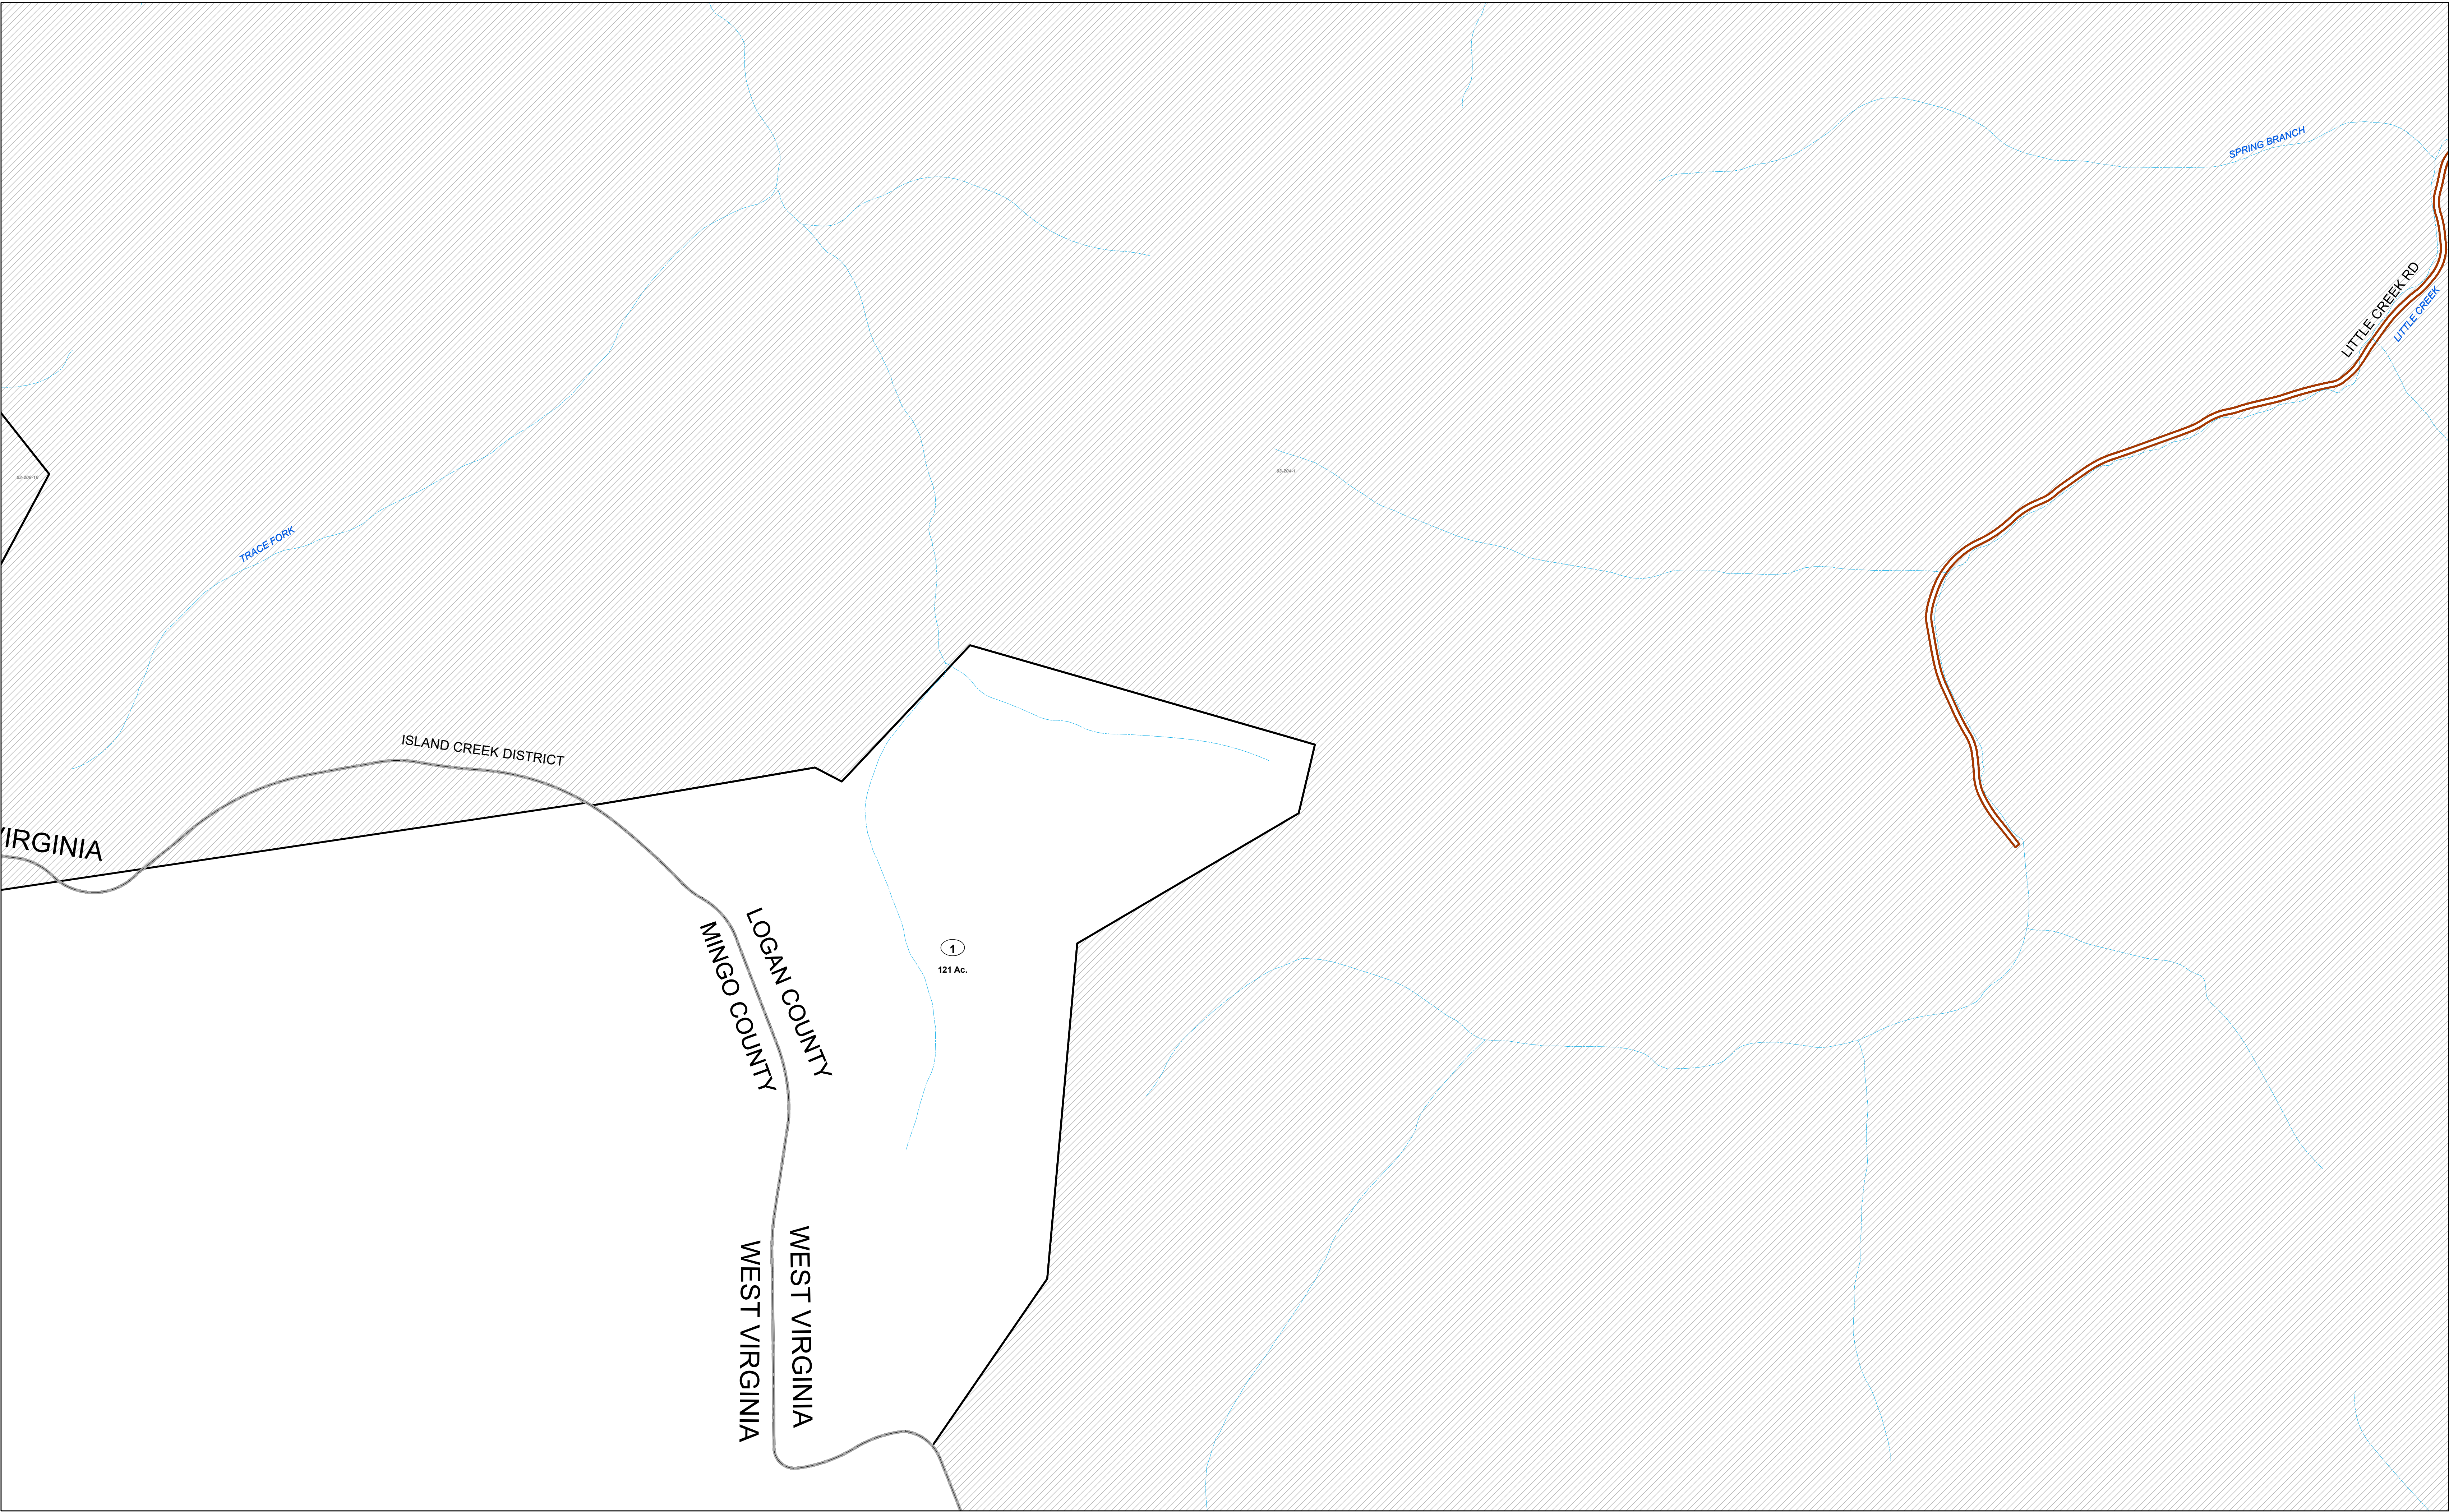 SPRING BRANCH
LITTLE CREEK RD
LITTLE CREEK
TRACE FORK
ISLAND CREEK DISTRICT
VIRGINIA
LOGAN COUNTY
MINGO COUNTY
1
121 Ac.
WEST VIRGINIA
WEST VIRGINIA